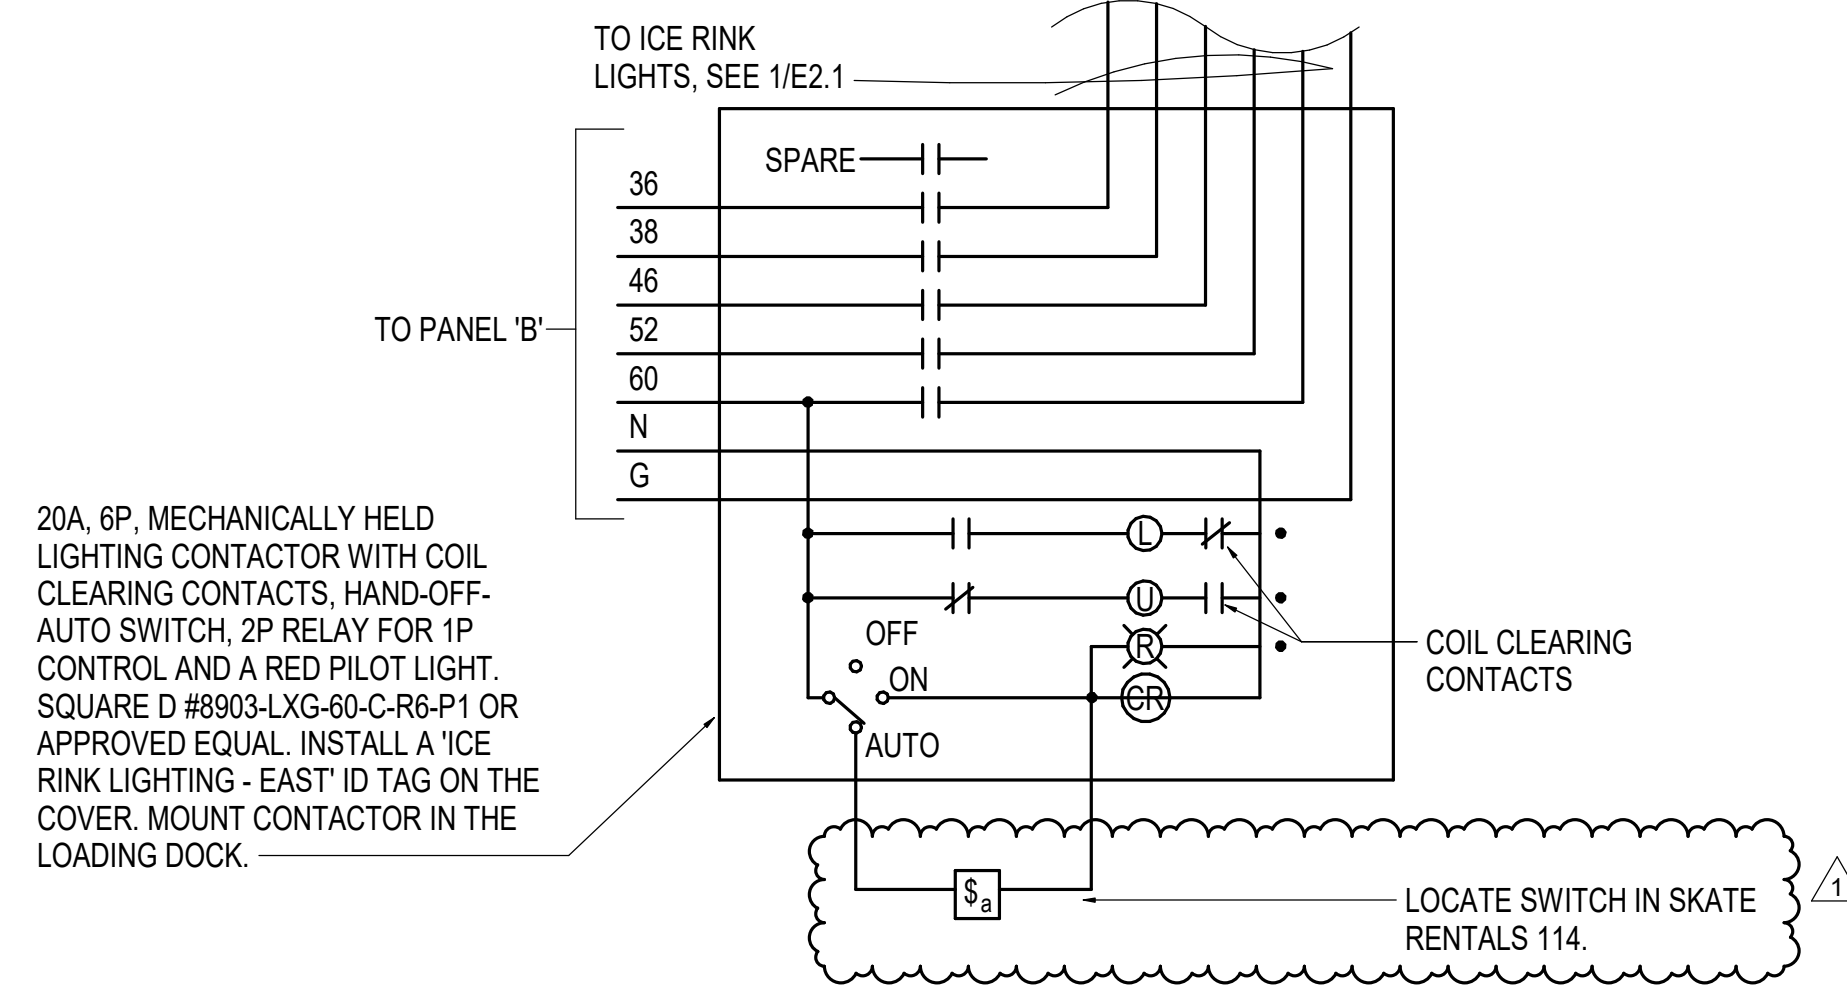 TO ICE RINK
LIGHTS, SEE 1/E2.1
SPARE
36
38
46
52
60
N
G
TO PANEL 'B'
20A, 6P, MECHANICALLY HELD
LIGHTING CONTACTOR WITH COIL
CLEARING CONTACTS, HAND-OFF-
AUTO SWITCH, 2P RELAY FOR 1P
CONTROL AND A RED PILOT LIGHT.
SQUARE D #8903-LXG-60-C-R6-P1 OR
APPROVED EQUAL. INSTALL A 'ICE
RINK LIGHTING - EAST' ID TAG ON THE
COVER. MOUNT CONTACTOR IN THE
LOADING DOCK.
L
U
R
CR
OFF
ON
AUTO
COIL CLEARING
CONTACTS
$a
LOCATE SWITCH IN SKATE
RENTALS 114.
1